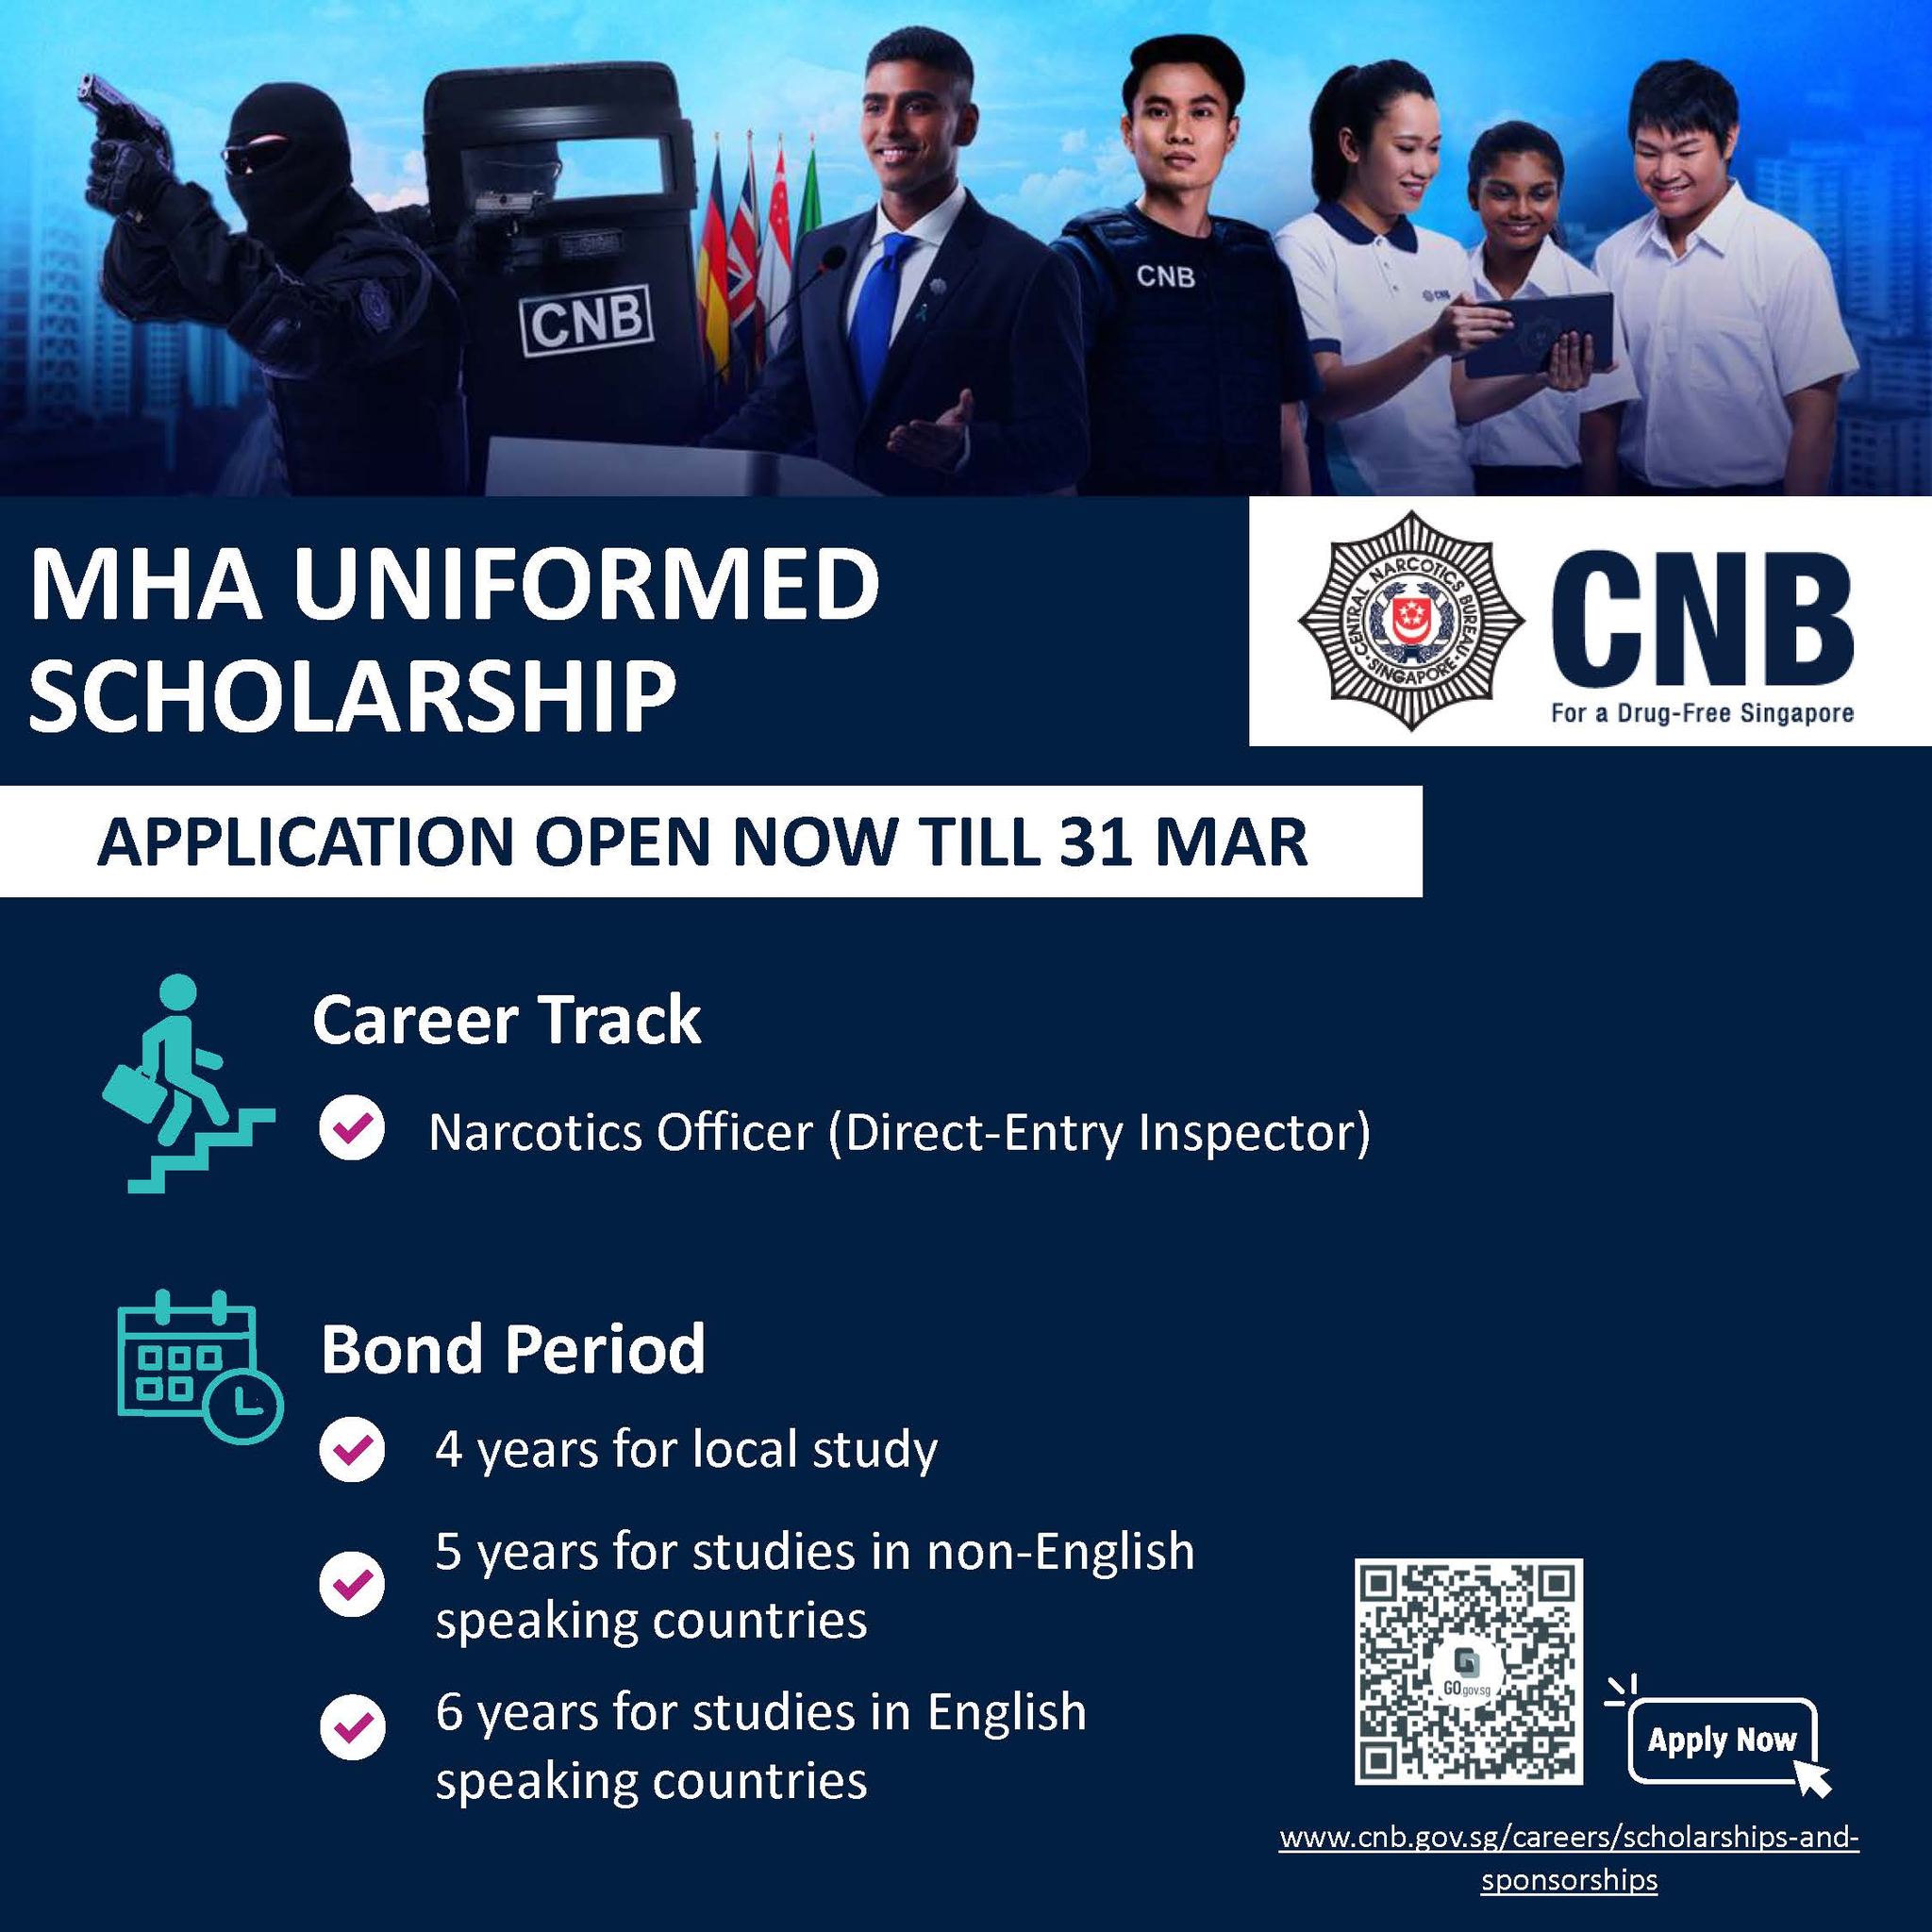 CNB
CNB
CNB
MHA UNIFORMED
SCHOLARSHIP
CENTRAL NARCOTICS BUREAU
SINGAPORE
CNB
For a Drug-Free Singapore
APPLICATION OPEN NOW TILL 31 MAR
Career Track
Narcotics Officer (Direct-Entry Inspector)
Bond Period
4 years for local study
5 years for studies in non-English
speaking countries
6 years for studies in English
speaking countries
GO.gov.sg
Apply Now
www.cnb.gov.sg/careers/scholarships-and-
sponsorships